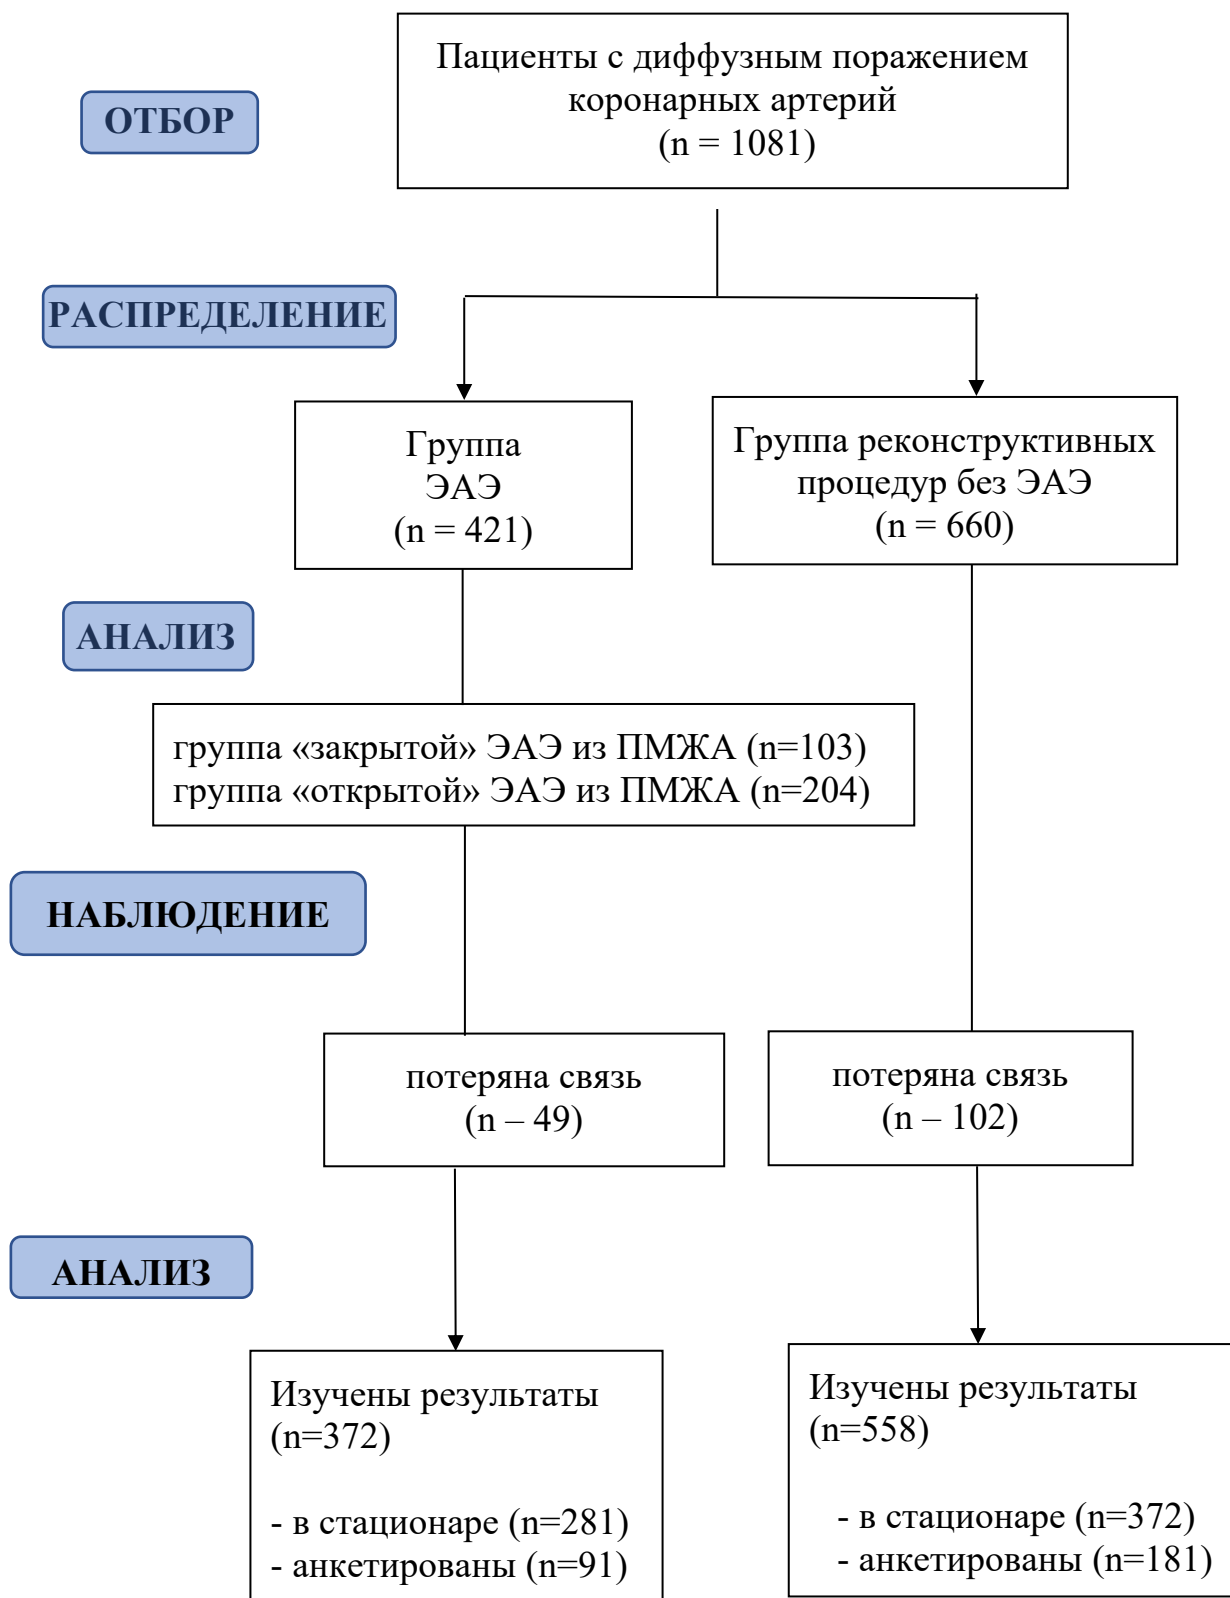 Пациенты с диффузным поражением
коронарных артерий
(n = 1081)
ОТБОР
РАСПРЕДЕЛЕНИЕ
Группа
ЭАЭ
(n = 421)
Группа реконструктивных
процедур без ЭАЭ
(n = 660)
АНАЛИЗ
группа «закрытой» ЭАЭ из ПМЖА (n=103)
группа «открытой» ЭАЭ из ПМЖА (n=204)
НАБЛЮДЕНИЕ
потеряна связь
(n – 49)
потеряна связь
(n – 102)
АНАЛИЗ
Изучены результаты
(n=372)
- в стационаре (n=281)
- анкетированы (n=91)
Изучены результаты
(n=558)
- в стационаре (n=372)
- анкетированы (n=181)